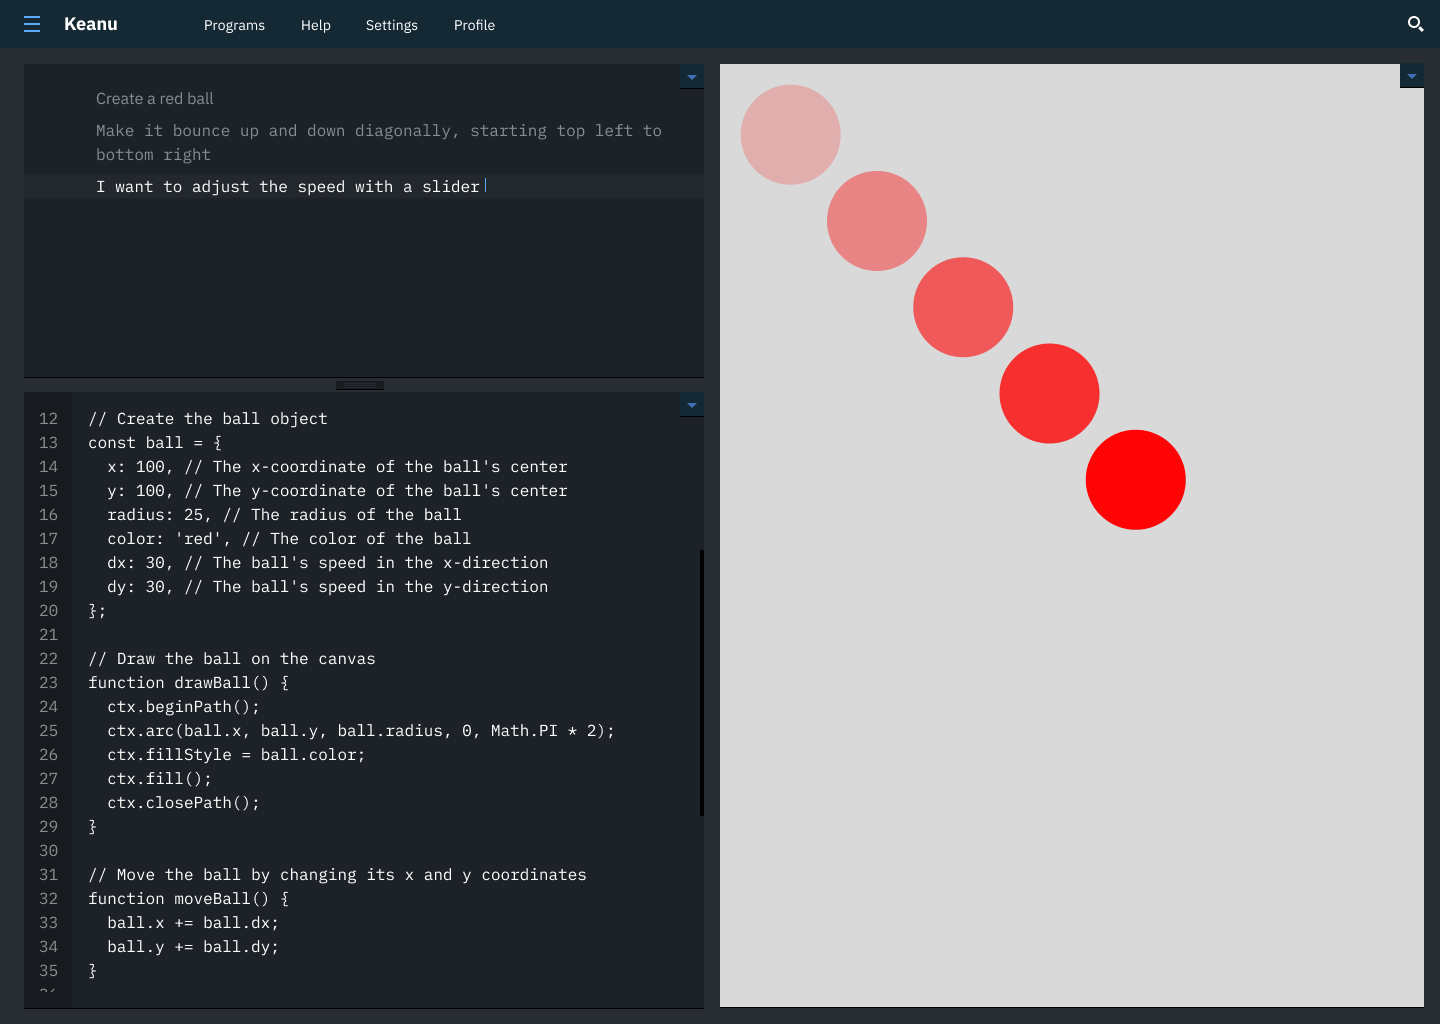 Keanu Programs Help Settings Profile
Create a red ball
Make it bounce up and down diagonally, starting top left to
bottom right
I want to adjust the speed with a slider
12 // Create the ball object
13 const ball = {
14   x: 100, // The x-coordinate of the ball's center
15   y: 100, // The y-coordinate of the ball's center
16   radius: 25, // The radius of the ball
17   color: 'red', // The color of the ball
18   dx: 30, // The ball's speed in the x-direction
19   dy: 30, // The ball's speed in the y-direction
20 };
21
22 // Draw the ball on the canvas
23 function drawBall() {
24   ctx.beginPath();
25   ctx.arc(ball.x, ball.y, ball.radius, 0, Math.PI * 2);
26   ctx.fillStyle = ball.color;
27   ctx.fill();
28   ctx.closePath();
29 }
30
31 // Move the ball by changing its x and y coordinates
32 function moveBall() {
33   ball.x += ball.dx;
34   ball.y += ball.dy;
35 }